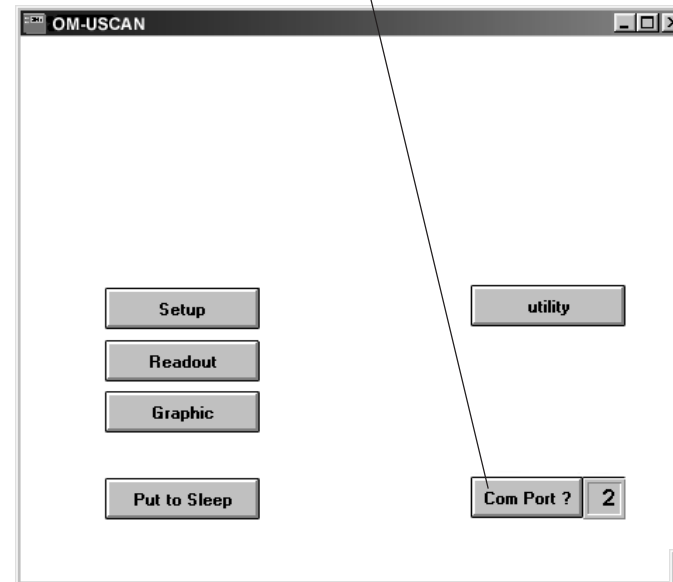 OM-USCAN
Setup
utility
Readout
Graphic
Put to Sleep
Com Port ? 2